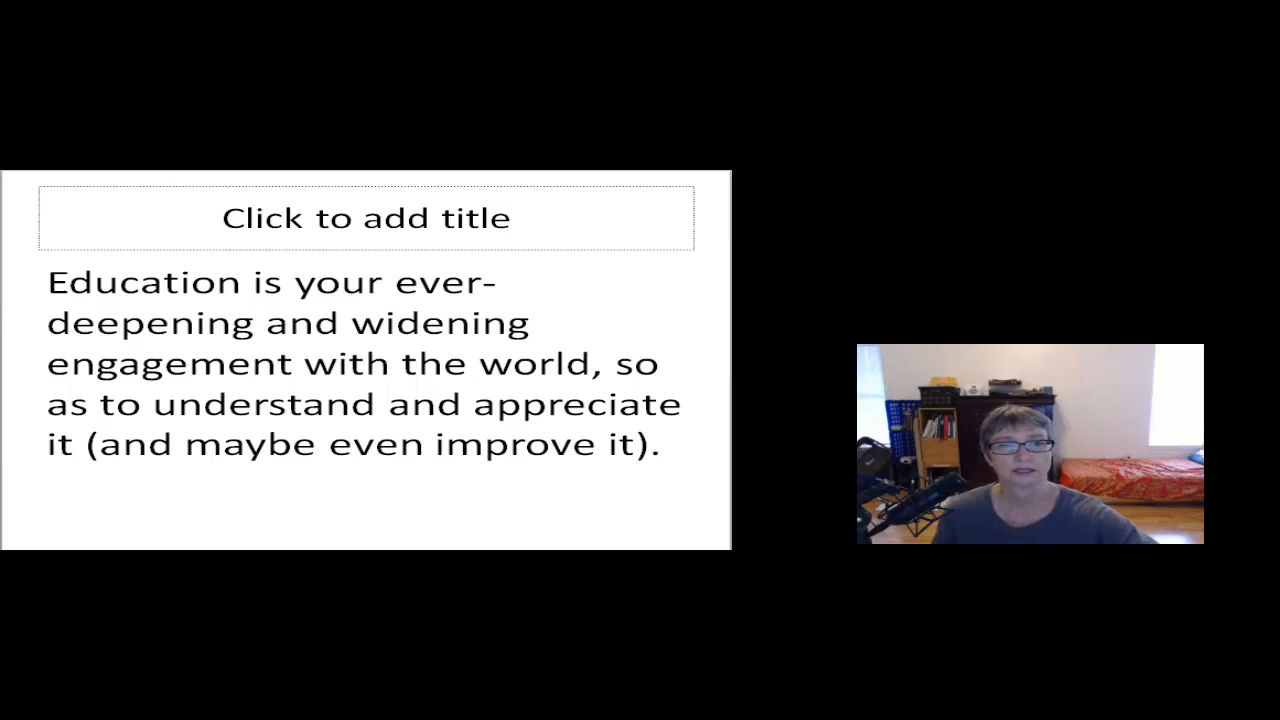 Click to add title
Education is your ever-
deepening and widening
engagement with the world, so
as to understand and appreciate
it (and maybe even improve it).